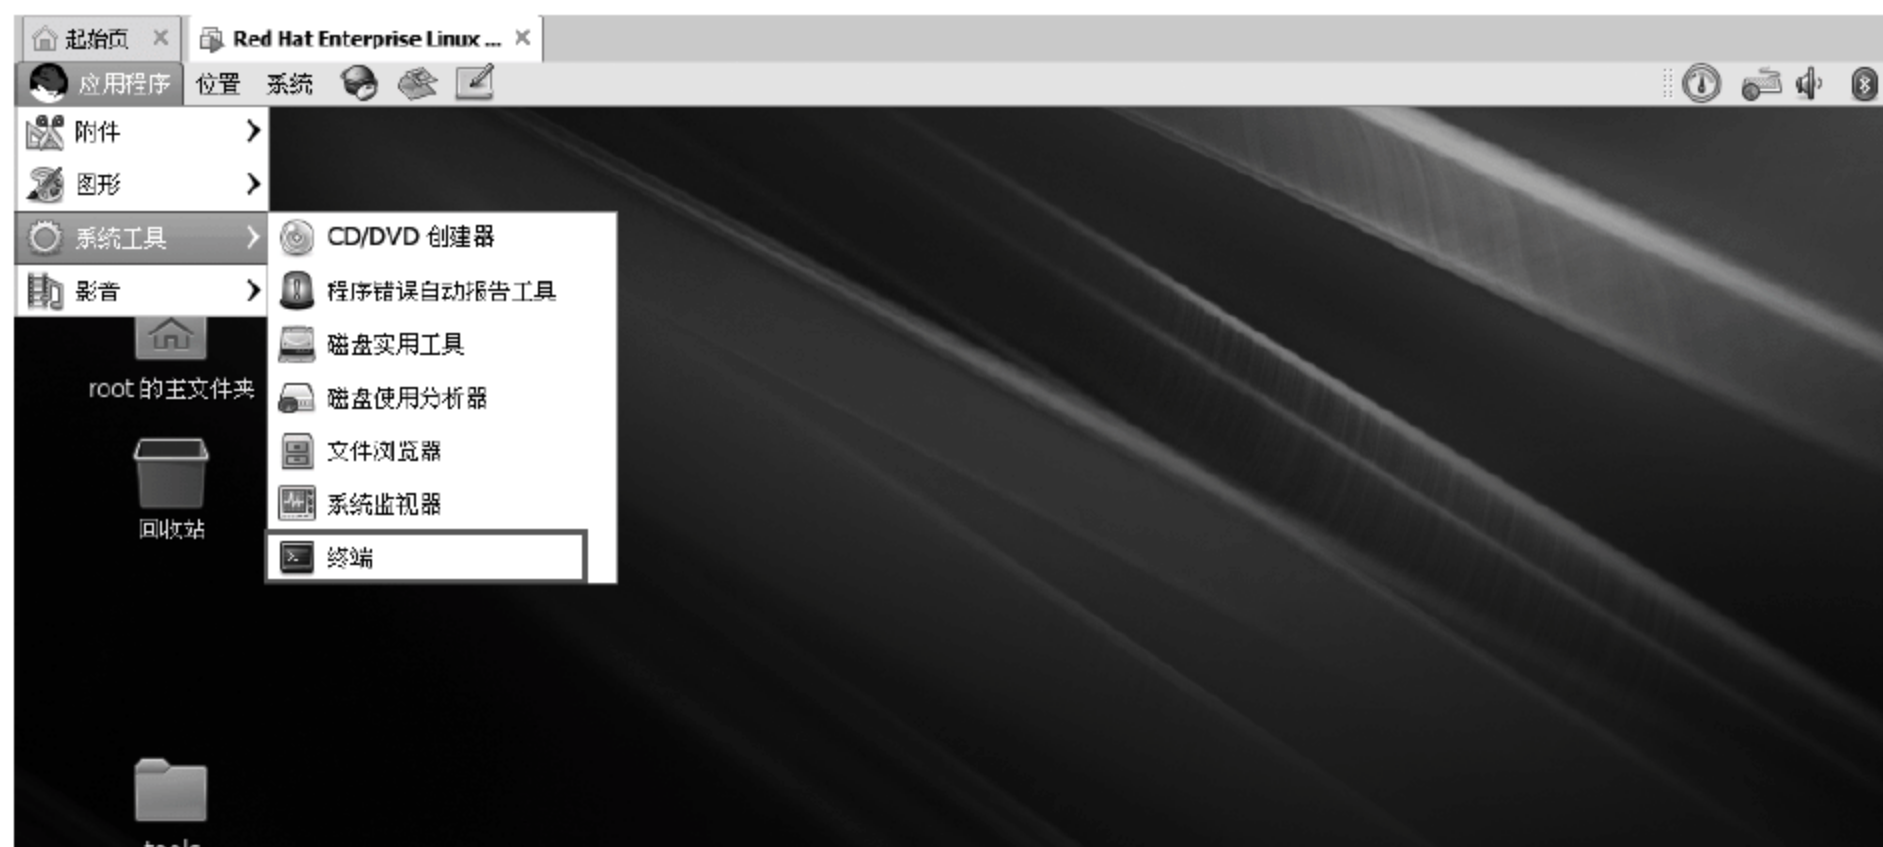 起始页
Red Hat Enterprise Linux ...
应用程序 位置 系统
附件
图形
系统工具
影音
CD/DVD 创建器
程序错误自动报告工具
磁盘实用工具
磁盘使用分析器
文件浏览器
系统监视器
终端
root 的主文件夹
回收站